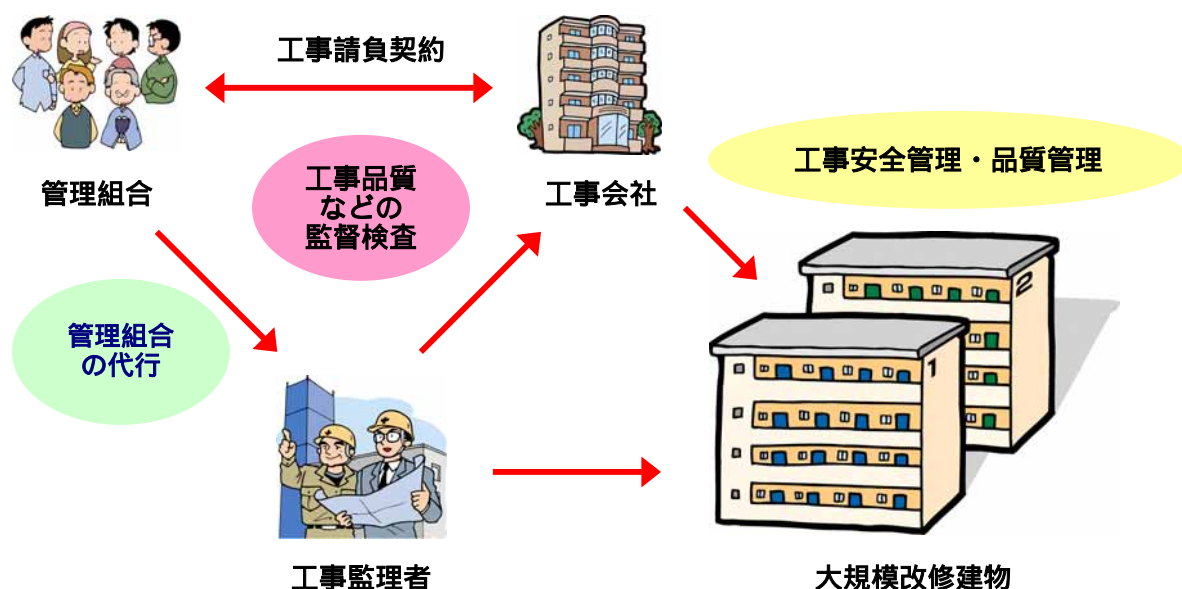 工事請負契約
管理組合
工事品質
などの
監督検査
工事会社
工事安全管理・品質管理
管理組合
の代行
2
1
工事監理者
大規模改修建物